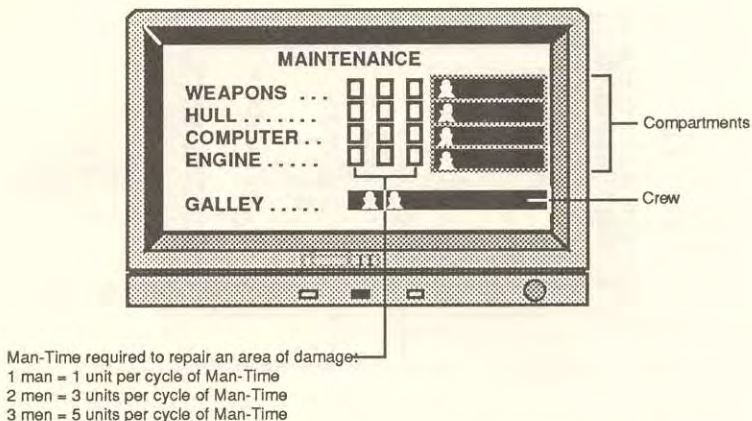 MAINTENANCE
WEAPONS ...
HULL .......
COMPUTER ..
ENGINE .....
GALLEY .....
Compartments
Crew
Man-Time required to repair an area of damage:
1 man = 1 unit per cycle of Man-Time
2 men = 3 units per cycle of Man-Time
3 men = 5 units per cycle of Man-Time